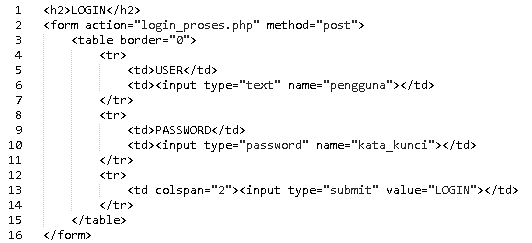 1 <h2>LOGIN</h2>
2 <form action="login_proses.php" method="post">
3 <table border="0">
4 <tr>
5 <td>USER</td>
6 <td><input type="text" name="pengguna"></td>
7 </tr>
8 <tr>
9 <td>PASSWORD</td>
10 <td><input type="password" name="kata_kunci"></td>
11 </tr>
12 <tr>
13 <td colspan="2"><input type="submit" value="LOGIN"></td>
14 </tr>
15 </table>
16 </form>